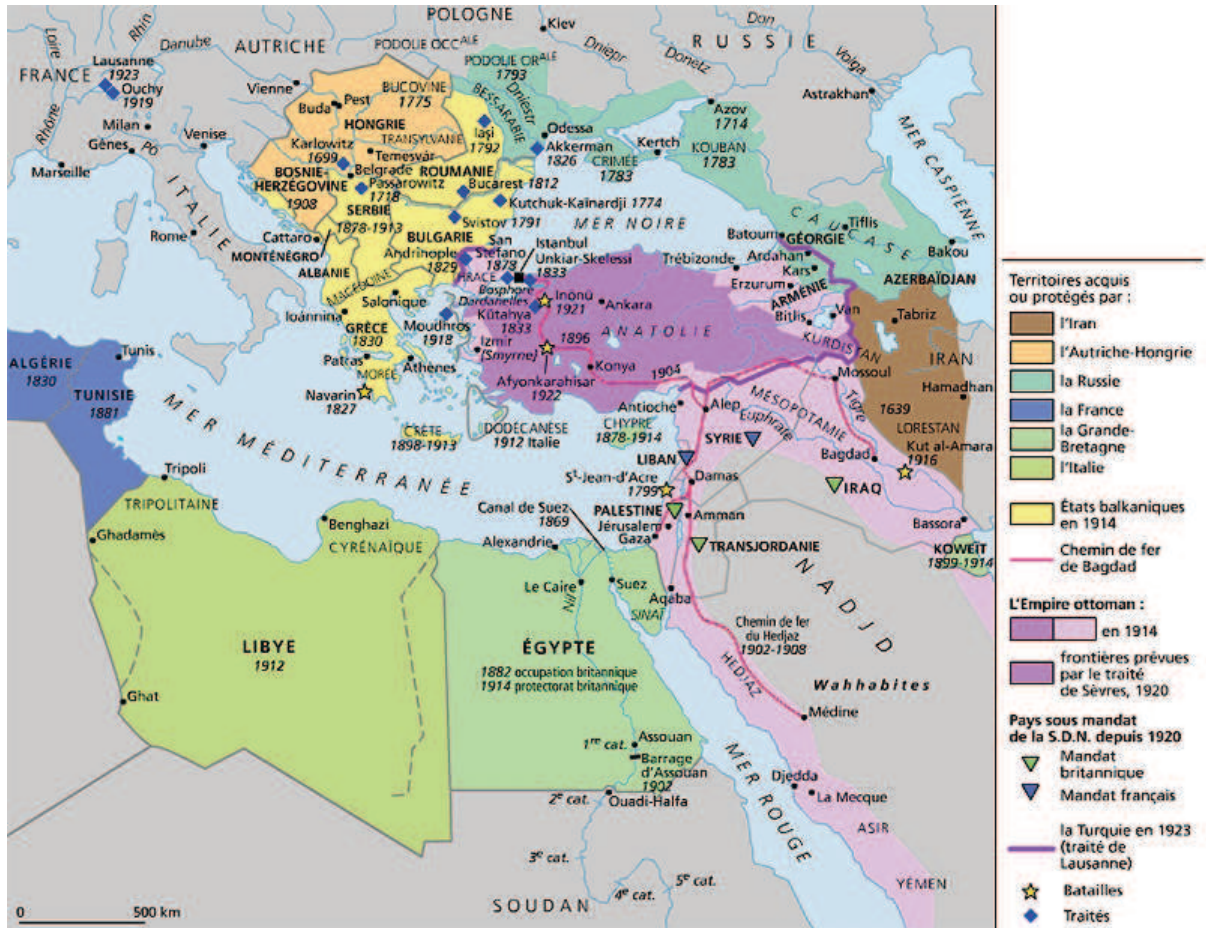 POLOGNE
Kiev
Don
RUSSIE
Loire
Rhin
Danube
AUTRICHE
PODOLIE OCCALE
Dniepr
Donetz
Volga
FRANCE
Lausanne
1923
Ouchy
1919
Vienne
PODOLIE ORALE
1793
Astrakhan
BUCOVINE
1775
BESSARABIE
Dniestr
Azov
1714
Buda
Pest
HONGRIE
Rhône
Milan
Venise
Gênes
PÔ
Marseille
Iaşi
1792
Odessa
Akkerman
1826
Kertch
KOUBAN
1783
CRIMÉE
1783
MER CASPIENNE
TRANSYLVANIE
Karlowitz
1699
Temesvár
Belgrade
BOSNIE-
HERZÉGOVINE
1908
Passarowitz
1718
ROUMANIE
Bucarest 1812
Kutchuk-Kaïnardji 1774
SERBIE
1878-1913
Svistov 1791
MER NOIRE
CAUCASE
Tiflis
ITALIE
Rome
Cattaro
MONTÉNÉGRO
BULGARIE
Andrinople
1829
San
Stefano
1878
Istanbul
Unkiar-Skelessi
1833
Batoum
GÉORGIE
Bakou
Trébizonde
Ardahan
Kars
AZERBAÏDJAN
ALBANIE
MACÉDOINE
THRACE
Bosphore
Dardanelles
Inönü
1921
Ankara
Erzurum
ARMÉNIE
Salonique
Ioánnina
Kütahya
1833
ANATOLIE
Bitlis
Van
Tabriz
GRÈCE
1830
Moudhros
1918
Izmir
(Smyrne)
1896
KURDISTAN
IRAN
ALGÉRIE
1830
Tunis
Patras
MORÉE
Athènes
Konya
1904
Mossoul
Hamadhan
TUNISIE
1881
Navarin
1827
Afyonkarahisar
1922
Antioche
Alep
MÉSOPOTAMIE
Tigre
1639
MER MÉDITERRANÉE
DODÉCANÈSE
1912 Italie
CHYPRE
1878-1914
Euphrate
LORESTAN
CRÈTE
1898-1913
SYRIE
Bagdad
Kut al-Amara
1916
LIBAN
Tripoli
St-Jean-d'Acre
1799
Damas
IRAQ
TRIPOLITAINE
Canal de Suez
1869
PALESTINE
Jérusalem
Gaza
Amman
Bassora
Ghadamès
Benghazi
CYRÉNAÏQUE
Alexandrie
TRANSJORDANIE
KOWEÏT
1899-1914
Le Caire
Nil
Suez
SINAÏ
Aqaba
NADJD
LIBYE
1912
ÉGYPTE
1882 occupation britannique
1914 protectorat britannique
Chemin de fer
du Hedjaz
1902-1908
HEDJAZ
Wahhabites
Ghat
Médine
1re cat.
Assouan
Barrage
d'Assouan
1902
MER ROUGE
2e cat.
Ouadi-Halfa
Djedda
La Mecque
3e cat.
ASIR
4e cat.
5e cat.
YÉMEN
SOUDAN
0 500 km
Territoires acquis
ou protégés par :
l'Iran
l'Autriche-Hongrie
la Russie
la France
la Grande-
Bretagne
l'Italie
États balkaniques
en 1914
Chemin de fer
de Bagdad
L'Empire ottoman :
en 1914
frontières prévues
par le traité
de Sèvres, 1920
Pays sous mandat
de la S.D.N. depuis 1920
Mandat
britannique
Mandat français
la Turquie en 1923
(traité de
Lausanne)
Batailles
Traités